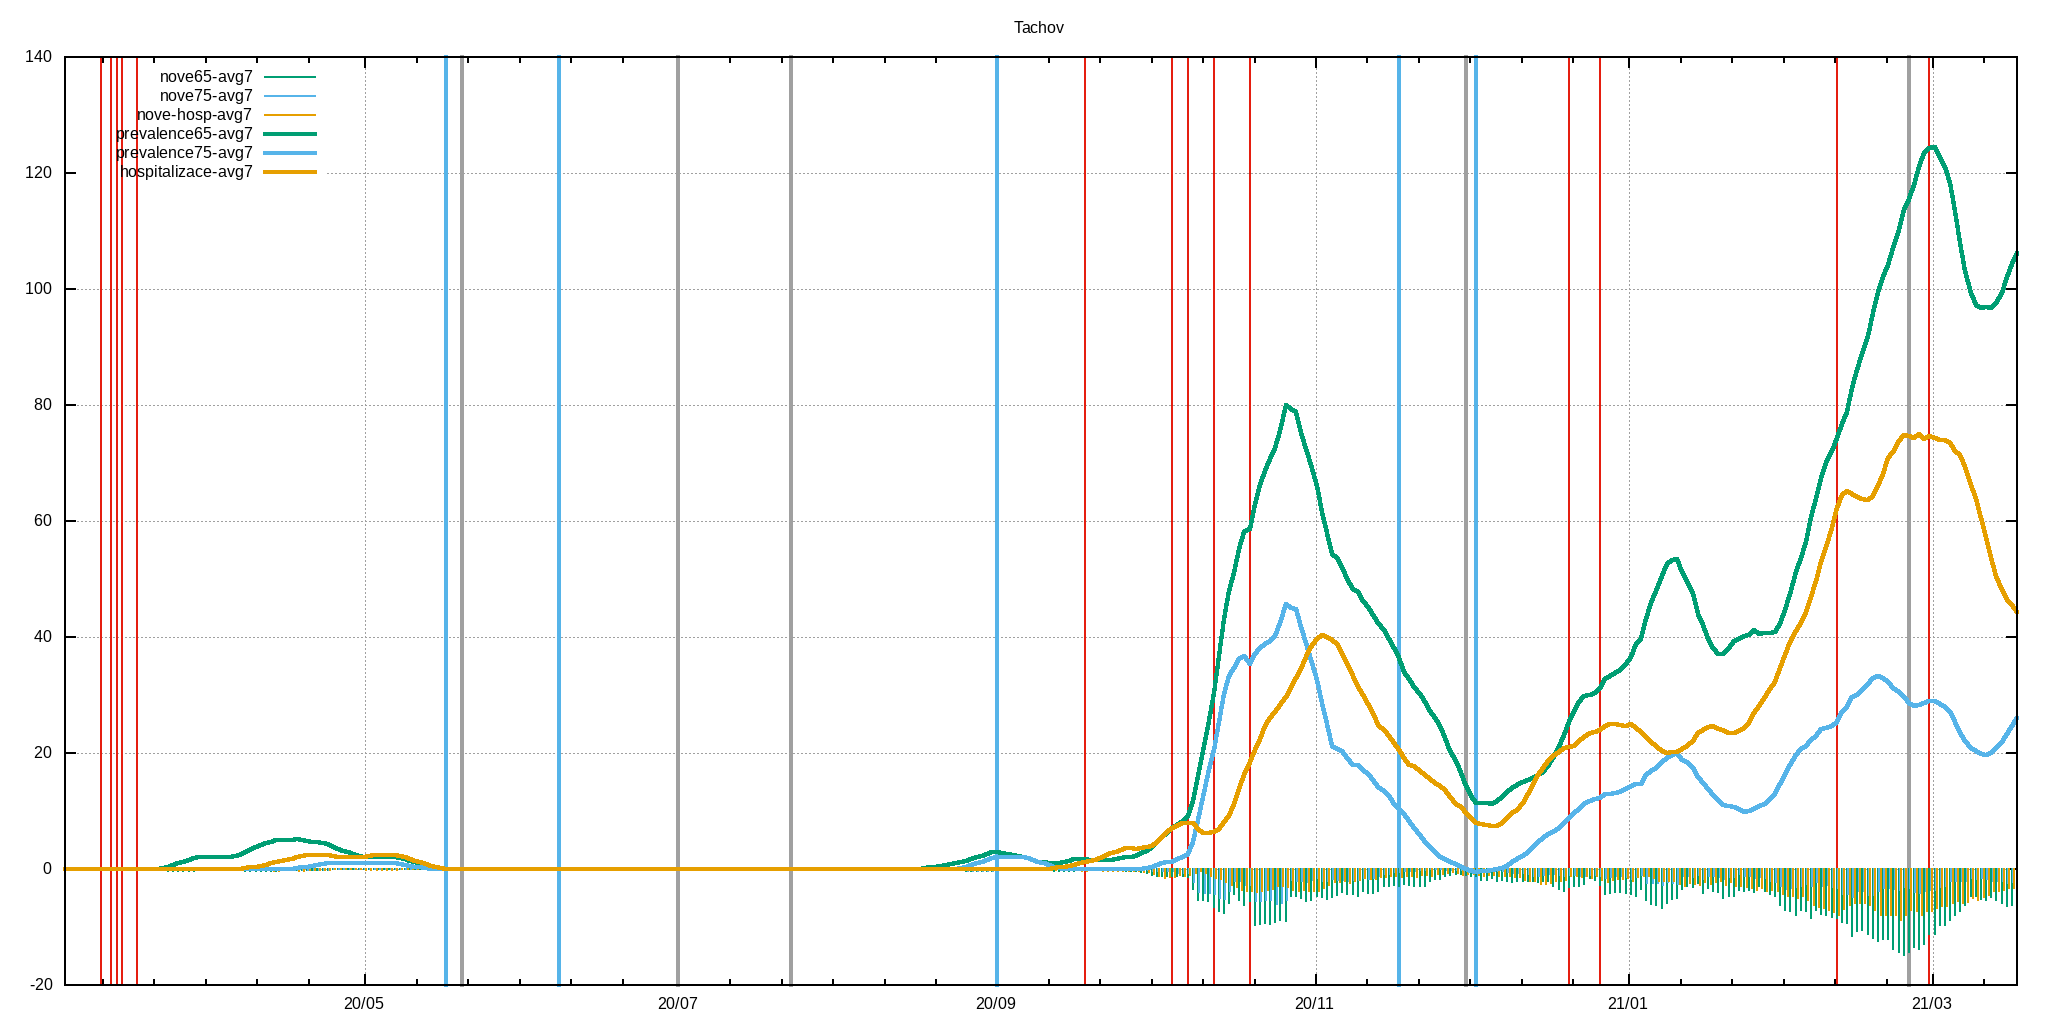 Tachov
140
120
100
80
60
40
20
0
-20
nove65-avg7
nove75-avg7
nove-hosp-avg7
prevalence65-avg7
prevalence75-avg7
hospitalizace-avg7
20/05 20/07 20/09 20/11 21/01 21/03